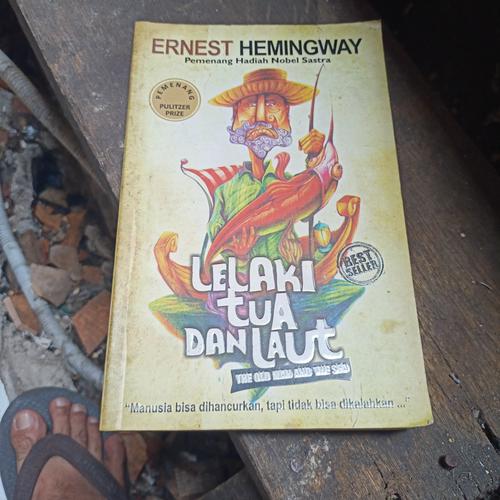 ERNEST HEMINGWAY
Pemenang Hadiah Nobel Sastra
PEMENANG
PULITZER
PRIZE
LELAKI
tUA
DAN LAUt
BEST
SELLER
THE OLD MAN AND THE SEA
"Manusia bisa dihancurkan, tapi tidak bisa dikalahkan ..."